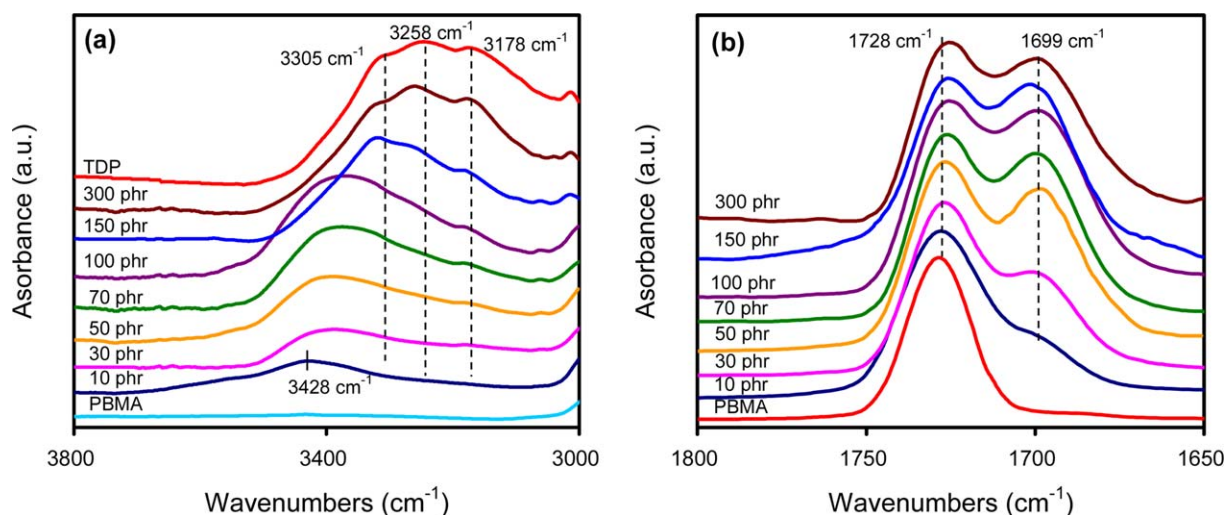 (a)
3258 cm⁻¹
3305 cm⁻¹
3178 cm⁻¹
TDP
300 phr
150 phr
100 phr
70 phr
50 phr
30 phr
10 phr
PBMA
3428 cm⁻¹
Asorbance (a.u.)
3800
3400
3000
Wavenumbers (cm⁻¹)
(b)
1728 cm⁻¹
1699 cm⁻¹
300 phr
150 phr
100 phr
70 phr
50 phr
30 phr
10 phr
PBMA
Asorbance (a.u.)
1800
1750
1700
1650
Wavenumbers (cm⁻¹)